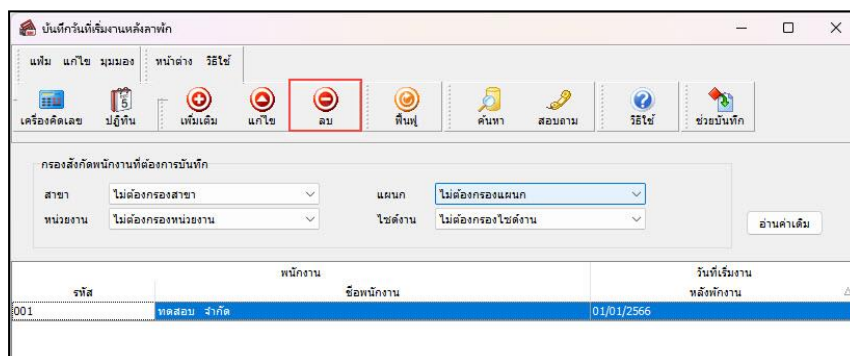 บันทึกวันที่เริ่มงานหลังลาพัก
แฟ้ม แก้ไข มุมมอง หน้าต่าง วิธีใช้
5
เครื่องคิดเลข ปฏิทิน เพิ่มเติม แก้ไข ลบ ฟื้นฟู ค้นหา สอบถาม วิธีใช้ ช่วยบันทึก
กรองสังกัดพนักงานที่ต้องการบันทึก
สาขา ไม่ต้องกรองสาขา แผนก ไม่ต้องกรองแผนก
หน่วยงาน ไม่ต้องกรองหน่วยงาน ไซด์งาน ไม่ต้องกรองไซด์งาน
อ่านค่าเดิม
พนักงาน วันที่เริ่มงาน
รหัส ชื่อพนักงาน หลังพักงาน
001 ทดสอบ จำกัด 01/01/2566